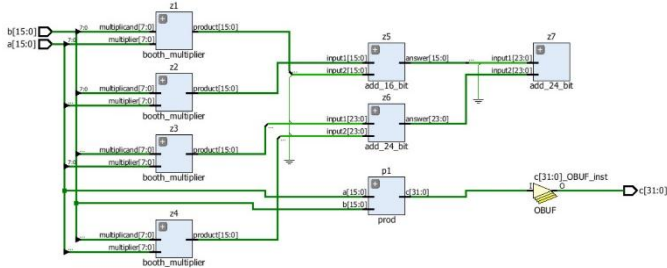 b[15:0]
a[15:0]
z1
7:0
multiplicand[7:0]
multiplier[7:0]
product[15:0]
booth_multiplier
z2
7:0
multiplicand[7:0]
multiplier[7:0]
product[15:0]
booth_multiplier
z3
...
multiplicand[7:0]
7:0
multiplier[7:0]
product[15:0]
booth_multiplier
z4
...
multiplicand[7:0]
...
multiplier[7:0]
product[15:0]
booth_multiplier
z5
input1[15:0]
input2[15:0]
answer[15:0]
add_16_bit
z6
input1[23:0]
input2[23:0]
answer[23:0]
add_24_bit
z7
input1[23:0]
input2[23:0]
add_24_bit
p1
a[15:0]
b[15:0]
c[31:0]
prod
c[31:0]_OBUF_inst
I
O
OBUF
c[31:0]